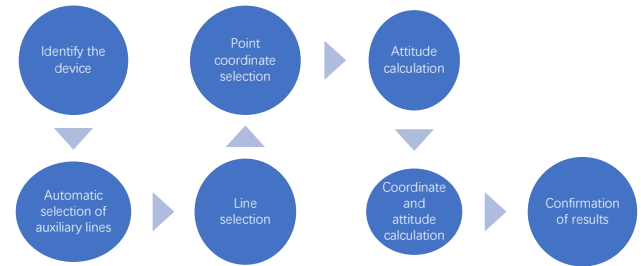 Identify the
device
Automatic
selection of
auxiliary lines
Line
selection
Point
coordinate
selection
Attitude
calculation
Coordinate
and
attitude
calculation
Confirmation
of results